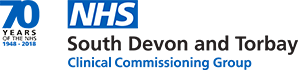 70
YEARS
OF THE NHS
1948 - 2018
NHS
South Devon and Torbay
Clinical Commissioning Group